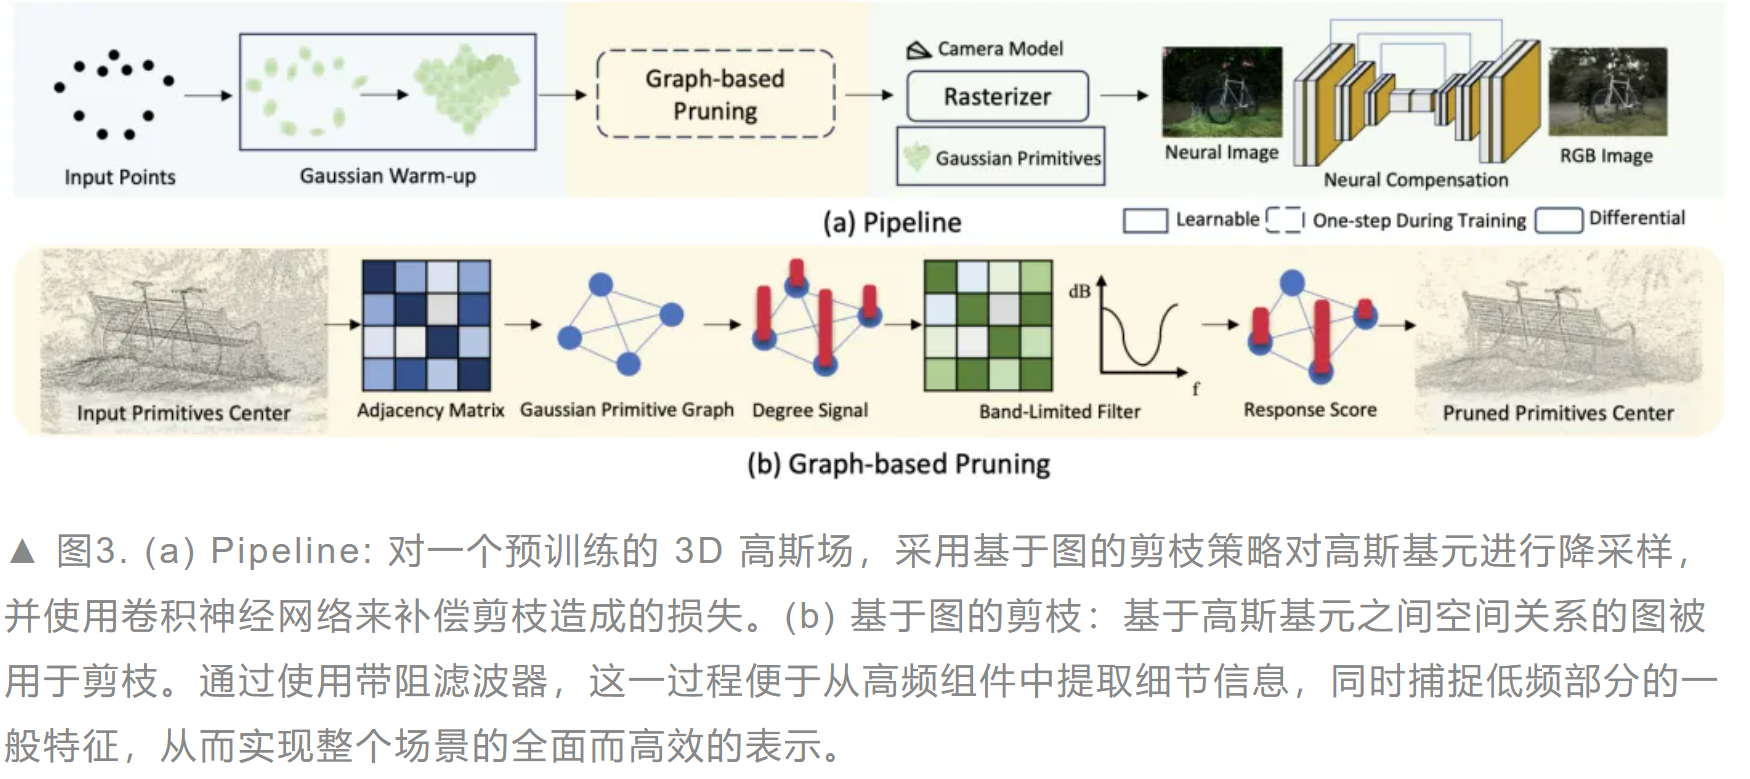 Camera Model
Graph-based
Pruning
Rasterizer
Gaussian Primitives
Neural Image
RGB Image
Input Points
Gaussian Warm-up
Neural Compensation
(a) Pipeline
Learnable
One-step During Training
Differential
dB
f
Input Primitives Center
Adjacency Matrix
Gaussian Primitive Graph
Degree Signal
Band-Limited Filter
Response Score
Pruned Primitives Center
(b) Graph-based Pruning
▲ 图3. (a) Pipeline: 对一个预训练的 3D 高斯场，采用基于图的剪枝策略对高斯基元进行降采样，
并使用卷积神经网络来补偿剪枝造成的损失。(b) 基于图的剪枝：基于高斯基元之间空间关系的图被
用于剪枝。通过使用带阻滤波器，这一过程便于从高频组件中提取细节信息，同时捕捉低频部分的一
般特征，从而实现整个场景的全面而高效的表示。